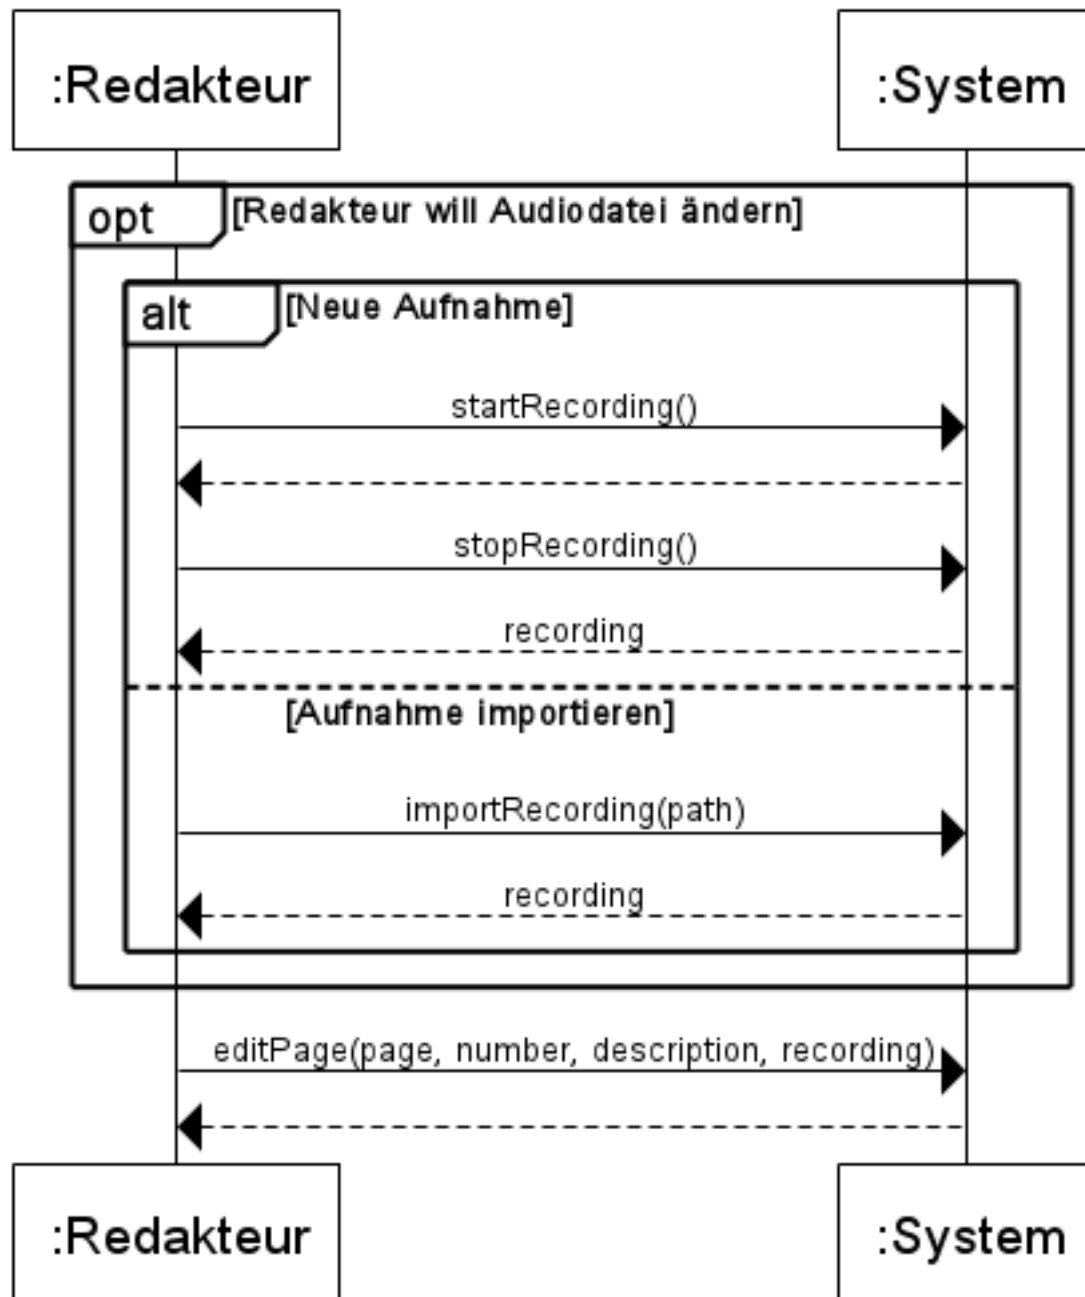 :Redakteur
:System
opt
[Redakteur will Audiodatei ändern]
alt
[Neue Aufnahme]
startRecording()
stopRecording()
recording
[Aufnahme importieren]
importRecording(path)
recording
editPage(page, number, description, recording)
:Redakteur
:System